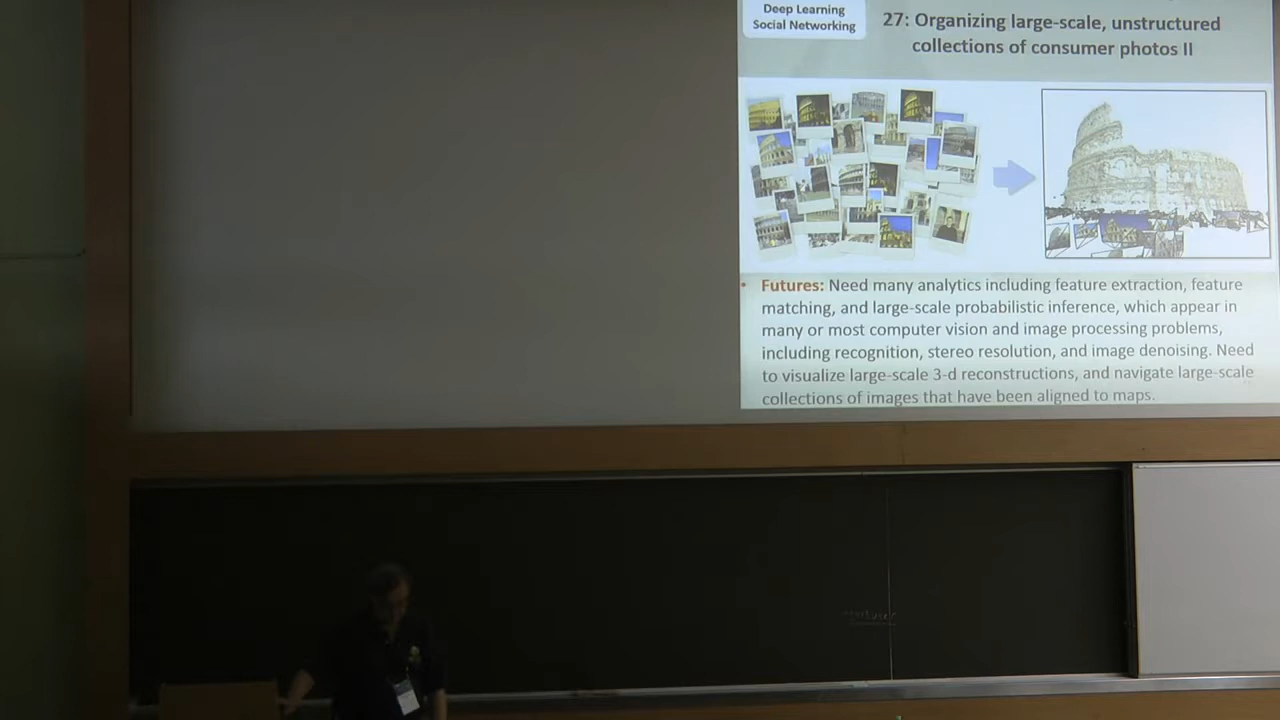 Deep Learning
Social Networking
27: Organizing large-scale, unstructured
collections of consumer photos II
• Futures: Need many analytics including feature extraction, feature
matching, and large-scale probabilistic inference, which appear in
many or most computer vision and image processing problems,
including recognition, stereo resolution, and image denoising. Need
to visualize large-scale 3-d reconstructions, and navigate large-scale
collections of images that have been aligned to maps.